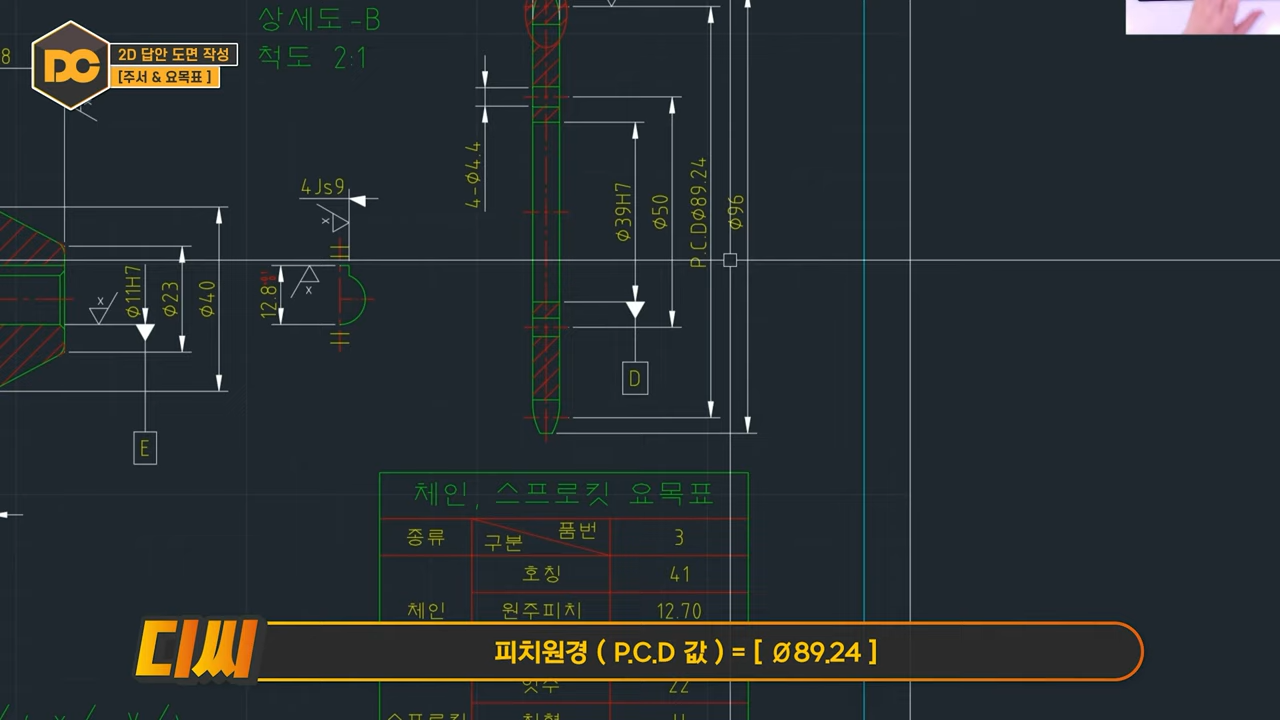 상세도-B
척도 2:1
8
DC
2D 답안 도면 작성
[주서 & 요목표 ]
4-Ø4.4
4Js9
x
x
12.8
Ø11H7
Ø23
Ø40
x
Ø39H7
Ø50
P.C.DØ89.24
Ø96
D
E
체인, 스프로킷 요목표
종류
구분
품번
3
호칭
41
체인
원주피치
12.70
디씨
피치원경 ( P.C.D 값 ) = [ Ø89.24 ]
잇수
22
스프로킷
치형
U